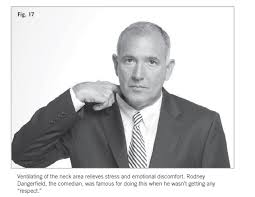 Fig. 17
Ventilating of the neck area relieves stress and emotional discomfort. Rodney
Dangerfield, the comedian, was famous for doing this when he wasn't getting any
"respect."